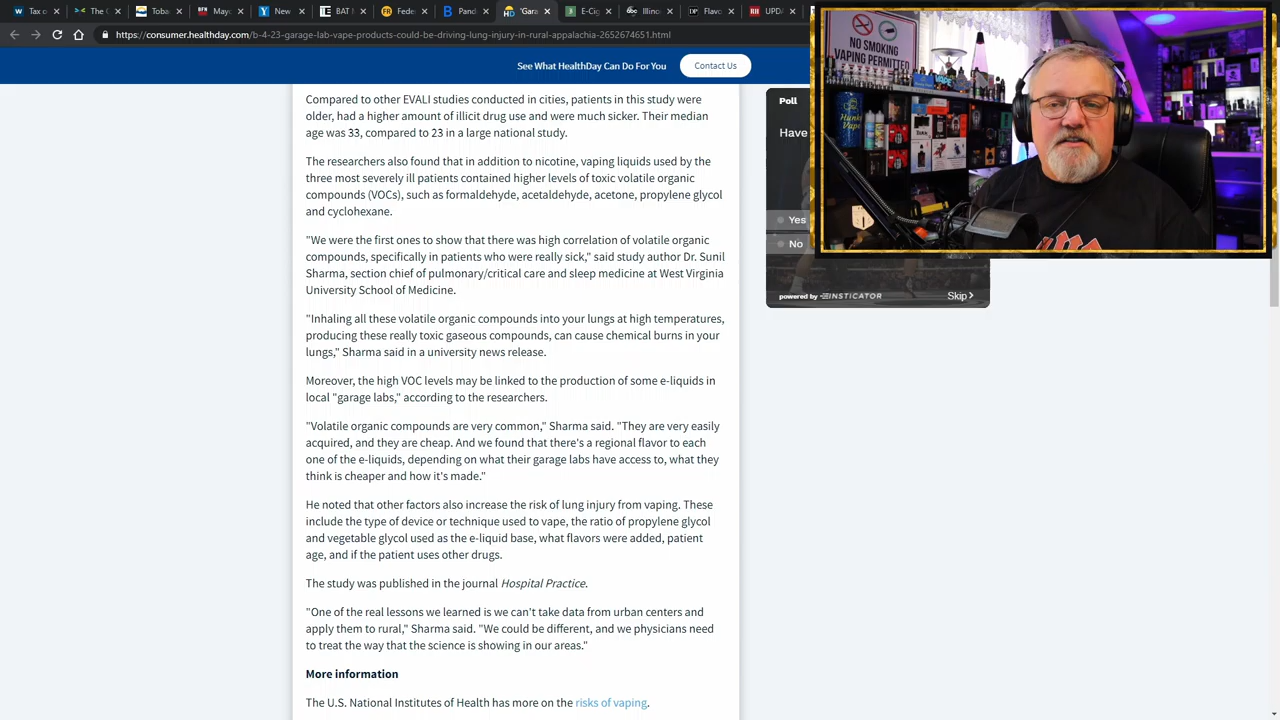 Tax o
The
May
Nev
BAT I
FR
Be
B
Gara
Cig
Illinc
Flavo
UPDA
https://consumer.healthday.com
bad-vape-products-could-be-driving-lung-injury-in-rural-appalachia-2652674651.html
See What HealthDay Can Do For You
Contact Us
Compared to other EVALI studies conducted in cities, patients in this study were
older, had a higher amount of illicit drug use and were much sicker. Their median
age was 33, compared to 23 in a large national study.
The researchers also found that in addition to nicotine, vaping liquids used by the
three most severely ill patients contained higher levels of toxic volatile organic
compounds (VOCs), such as formaldehyde, acetaldehyde, acetone, propylene glycol
and cyclohexane.
"We were the first ones to show that there was high correlation of volatile organic
compounds, specifically in patients who were really sick," said study author Dr. Sunil
Sharma, section chief of pulmonary/critical care and sleep medicine at West Virginia
University School of Medicine.
"Inhaling all these volatile organic compounds into your lungs at high temperatures,
producing these really toxic gaseous compounds, can cause chemical burns in your
lungs," Sharma said in a university news release.
Moreover, the high VOC levels may be linked to the production of some e-liquids in
local "garage labs," according to the researchers.
"Volatile organic compounds are very common," Sharma said. "They are very easily
acquired, and they are cheap. And we found that there's a regional flavor to each
one of the e-liquids, depending on what their garage labs have access to, what they
think is cheaper and how it's made."
He noted that other factors also increase the risk of lung injury from vaping. These
include the type of device or technique used to vape, the ratio of propylene glycol
and vegetable glycol used as the e-liquid base, what flavors were added, patient
age, and if the patient uses other drugs.
The study was published in the journal Hospital Practice.
"One of the real lessons we learned is we can't take data from urban centers and
apply them to rural," Sharma said. "We could be different, and we physicians need
to treat the way that the science is showing in our areas."
More information
The U.S. National Institutes of Health has more on the risks of vaping.
Poll
Have
Yes
No
powered by INSTICATOR
Skip
NO SMOKING
VAPING PERMITTED
VAPE